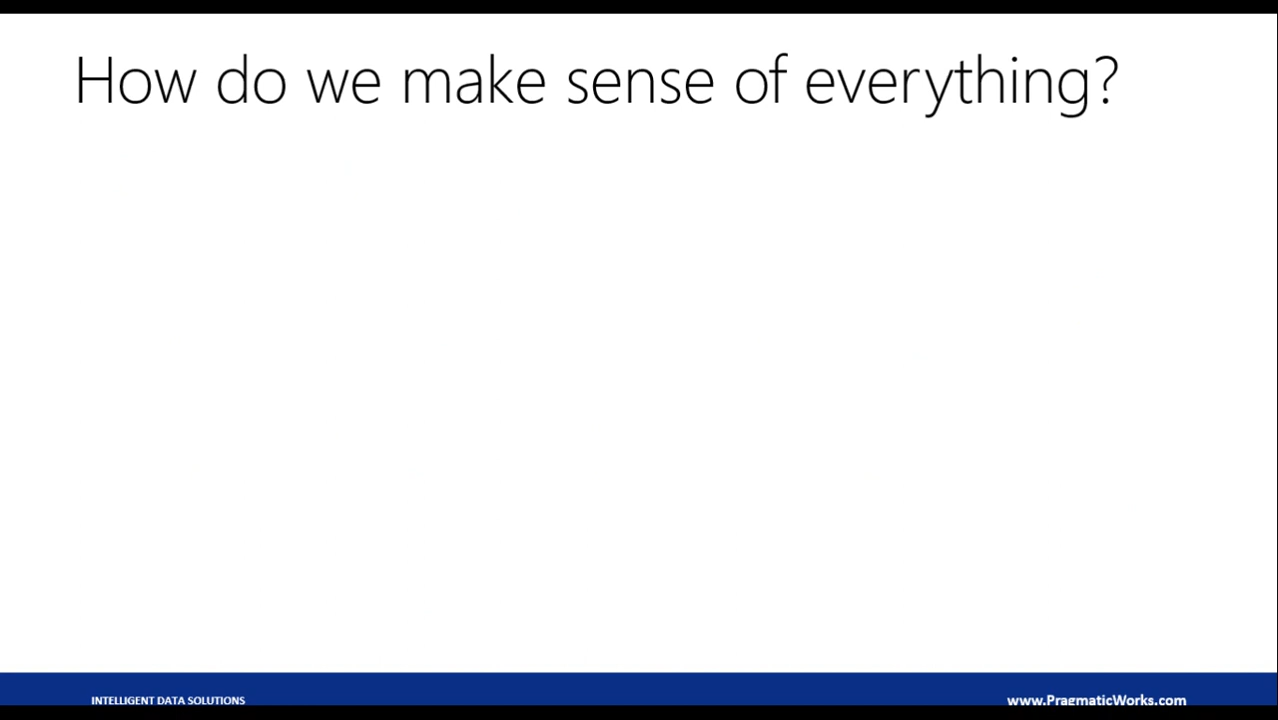 How do we make sense of everything?
INTELLIGENT DATA SOLUTIONS
www.PragmaticWorks.com